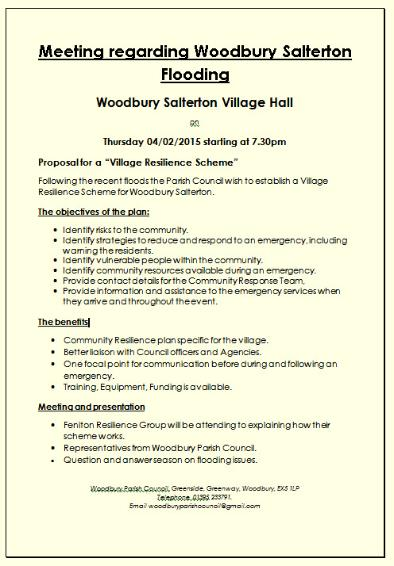 Meeting regarding Woodbury Salterton
Flooding
Woodbury Salterton Village Hall
on
Thursday 04/02/2015 starting at 7.30pm
Proposal for a “Village Resilience Scheme”
Following the recent floods the Parish Council wish to establish a Village
Resilience Scheme for Woodbury Salterton.
The objectives of the plan:
• Identify risks to the community.
• Identify strategies to reduce and respond to an emergency, including
warning the residents.
• Identify vulnerable people within the community.
• Identify community resources available during an emergency.
• Provide contact details for the Community Response Team.
• Provide information and assistance to the emergency services when
they arrive and throughout the event.
The benefits
• Community Resilience plan specific for the village.
• Better liaison with Council officers and Agencies.
• One focal point for communication before during and following an
emergency.
• Training, Equipment, Funding is available.
Meeting and presentation
• Feniton Resilience Group will be attending to explaining how their
scheme works.
• Representatives from Woodbury Parish Council.
• Question and answer season on flooding issues.
Woodbury Parish Council, Greenside, Greenway, Woodbury, EX5 1LP
Telephone 01395 233791.
Email woodburyparishcouncil@gmail.com